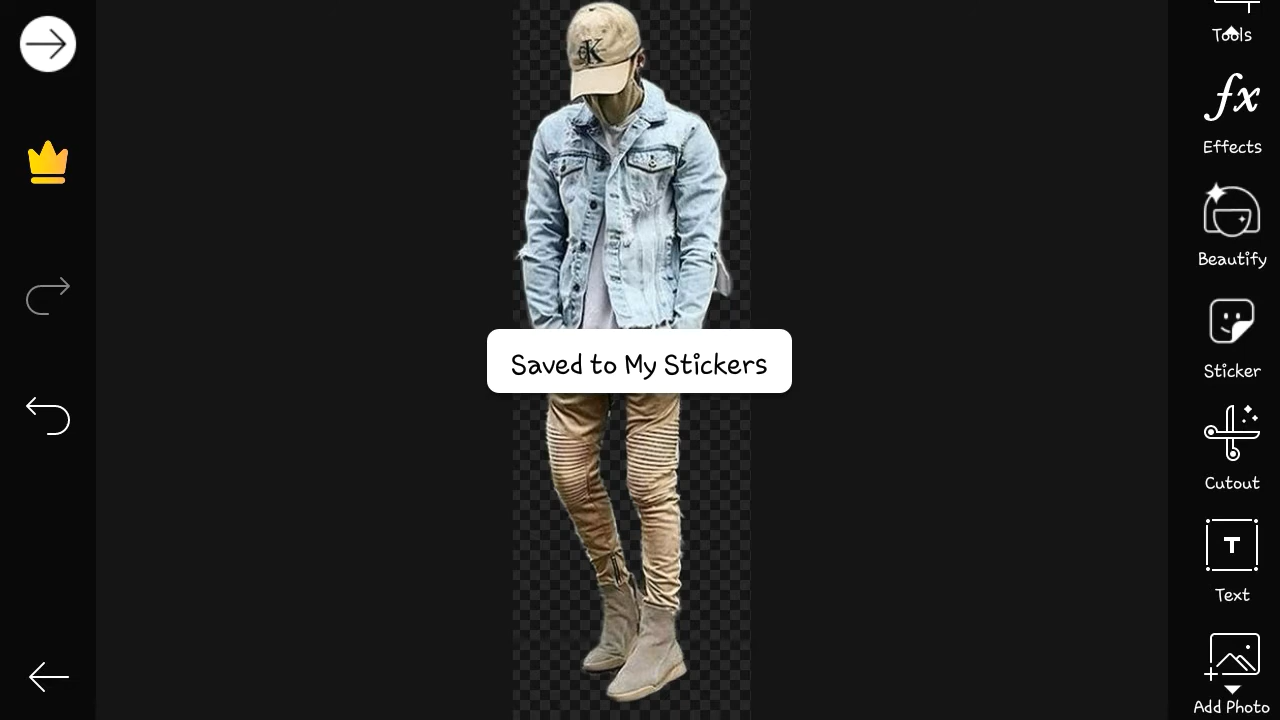 CK
Saved to My Stickers
Tools
fx
Effects
Beautify
Sticker
Cutout
T
Text
Add Photo